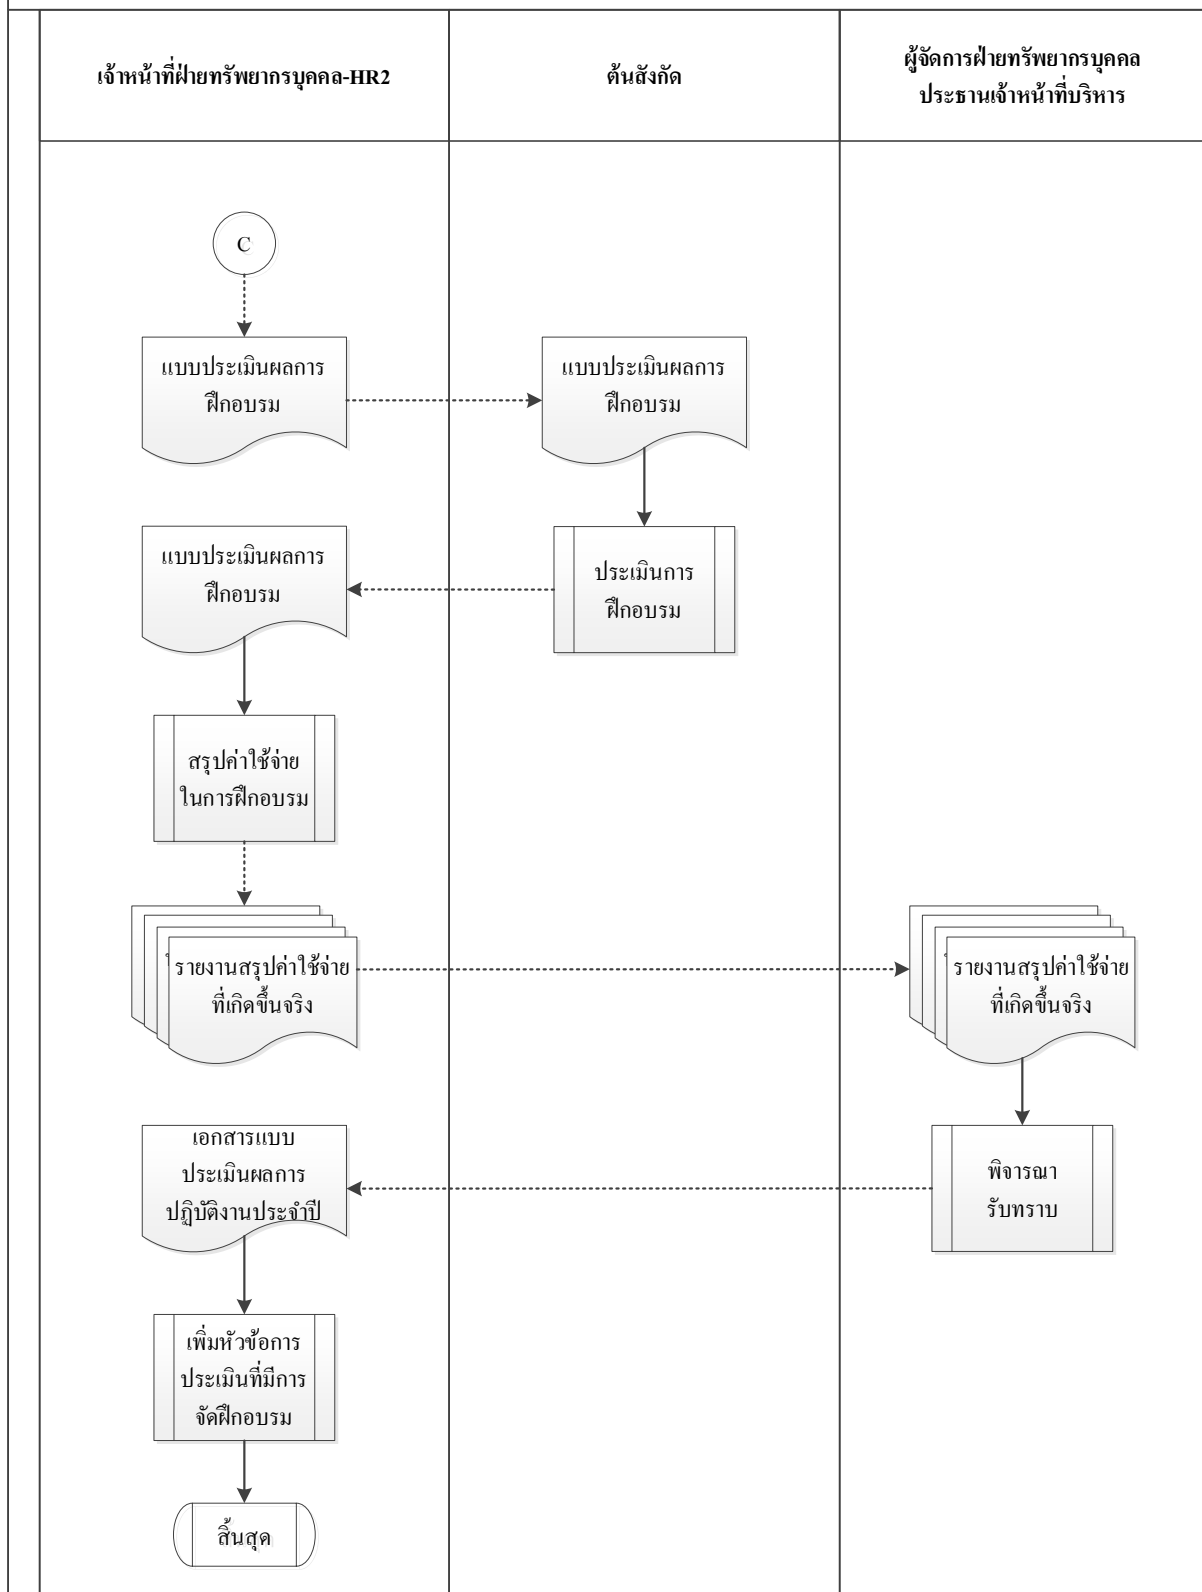 เจ้าหน้าที่ฝ่ายทรัพยากรบุคคล-HR2
ต้นสังกัด
ผู้จัดการฝ่ายทรัพยากรบุคคล
ประธานเจ้าหน้าที่บริหาร
C
แบบประเมินผลการ
ฝึกอบรม
แบบประเมินผลการ
ฝึกอบรม
แบบประเมินผลการ
ฝึกอบรม
ประเมินการ
ฝึกอบรม
สรุปค่าใช้จ่าย
ในการฝึกอบรม
รายงานสรุปค่าใช้จ่าย
ที่เกิดขึ้นจริง
รายงานสรุปค่าใช้จ่าย
ที่เกิดขึ้นจริง
เอกสารแบบ
ประเมินผลการ
ปฏิบัติงานประจำปี
พิจารณา
รับทราบ
เพิ่มหัวข้อการ
ประเมินที่มีการ
จัดฝึกอบรม
สิ้นสุด